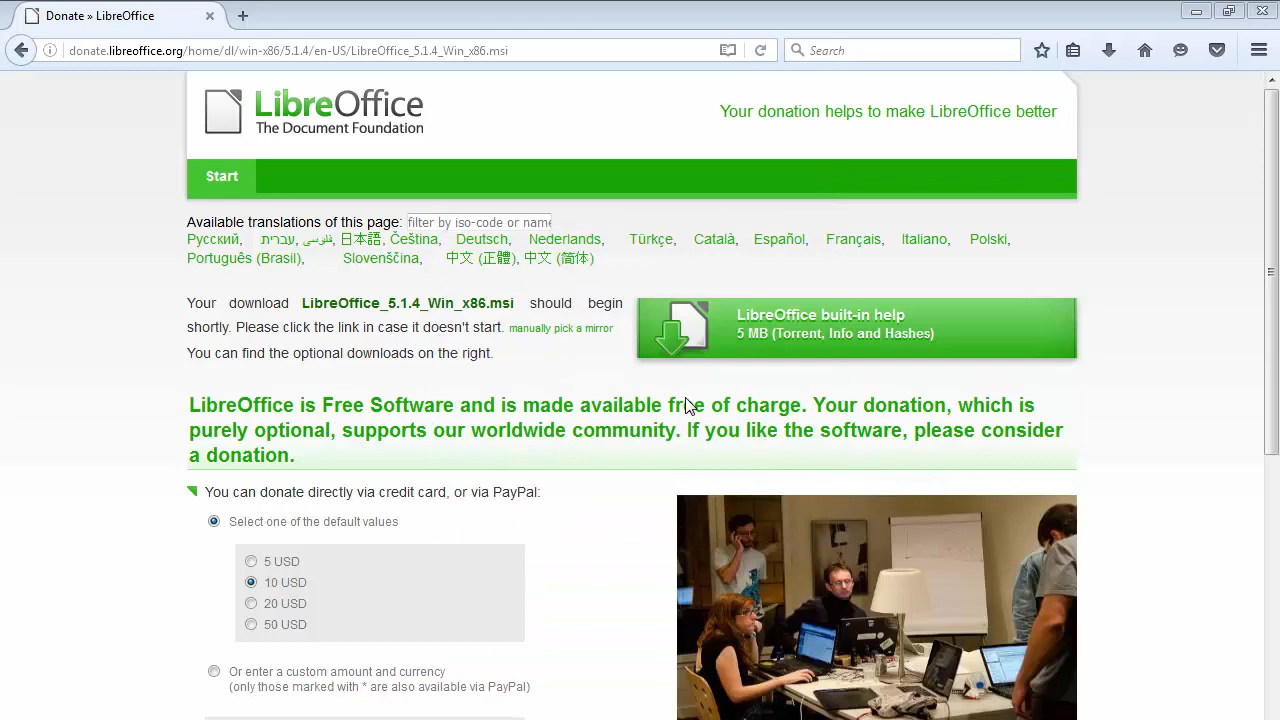 Donate » LibreOffice
donate.libreoffice.org/home/dl/win-x86/5.1.4/en-US/LibreOffice_5.1.4_Win_x86.msi
Search
LibreOffice
The Document Foundation
Your donation helps to make LibreOffice better
Start
Available translations of this page: filter by iso-code or name
Русский, עברית, فارسی, 日本語, Čeština, Deutsch, Nederlands, Türkçe, Català, Español, Français, Italiano, Polski,
Português (Brasil), Slovenščina, 中文 (正體), 中文 (简体)
Your download LibreOffice_5.1.4_Win_x86.msi should begin
shortly. Please click the link in case it doesn't start. manually pick a mirror
You can find the optional downloads on the right.
LibreOffice built-in help
5 MB (Torrent, Info and Hashes)
LibreOffice is Free Software and is made available free of charge. Your donation, which is
purely optional, supports our worldwide community. If you like the software, please consider
a donation.
You can donate directly via credit card, or via PayPal:
Select one of the default values
5 USD
10 USD
20 USD
50 USD
Or enter a custom amount and currency
(only those marked with * are also available via PayPal)